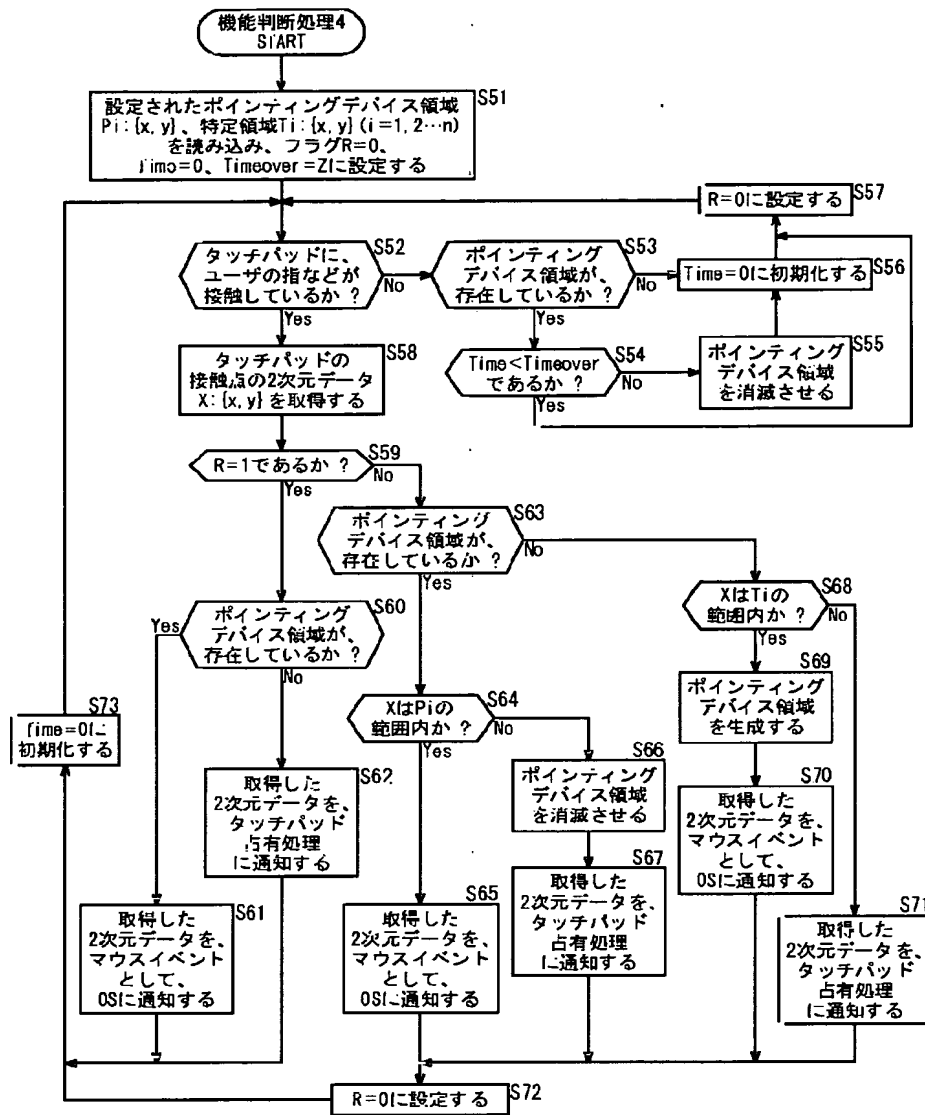 機能判断処理4
START
S51
設定されたポインティングデバイス領域
Pi:{x,y}、特定領域Ti:{x,y}(i=1,2…n)
を読み込み、フラグR=0、
Time=0、Timeover=Zに設定する
R=0に設定する
S57
S52
タッチパッドに、
ユーザの指などが
接触しているか ?
No
Yes
S53
ポインティング
デバイス領域が、
存在しているか ?
No
Yes
Time=0に初期化する
S56
S54
Time<Timeover
であるか ?
No
Yes
S55
ポインティング
デバイス領域
を消滅させる
S58
タッチパッドの
接触点の2次元データ
X:{x,y}を取得する
S59
R=1であるか ?
No
Yes
S63
ポインティング
デバイス領域が、
存在しているか ?
No
Yes
S68
XはTiの
範囲内か ?
No
Yes
S60
ポインティング
デバイス領域が、
存在しているか ?
Yes
No
S69
ポインティング
デバイス領域
を生成する
S73
Time=0に
初期化する
S64
XはPiの
範囲内か ?
No
Yes
S62
取得した
2次元データを、
タッチパッド
占有処理
に通知する
S66
ポインティング
デバイス領域
を消滅させる
S70
取得した
2次元データを、
マウスイベント
として、
OSに通知する
S61
取得した
2次元データを、
マウスイベント
として、
OSに通知する
S65
取得した
2次元データを、
マウスイベント
として、
OSに通知する
S67
取得した
2次元データを、
タッチパッド
占有処理
に通知する
S71
取得した
2次元データを、
タッチパッド
占有処理
に通知する
R=0に設定する
S72